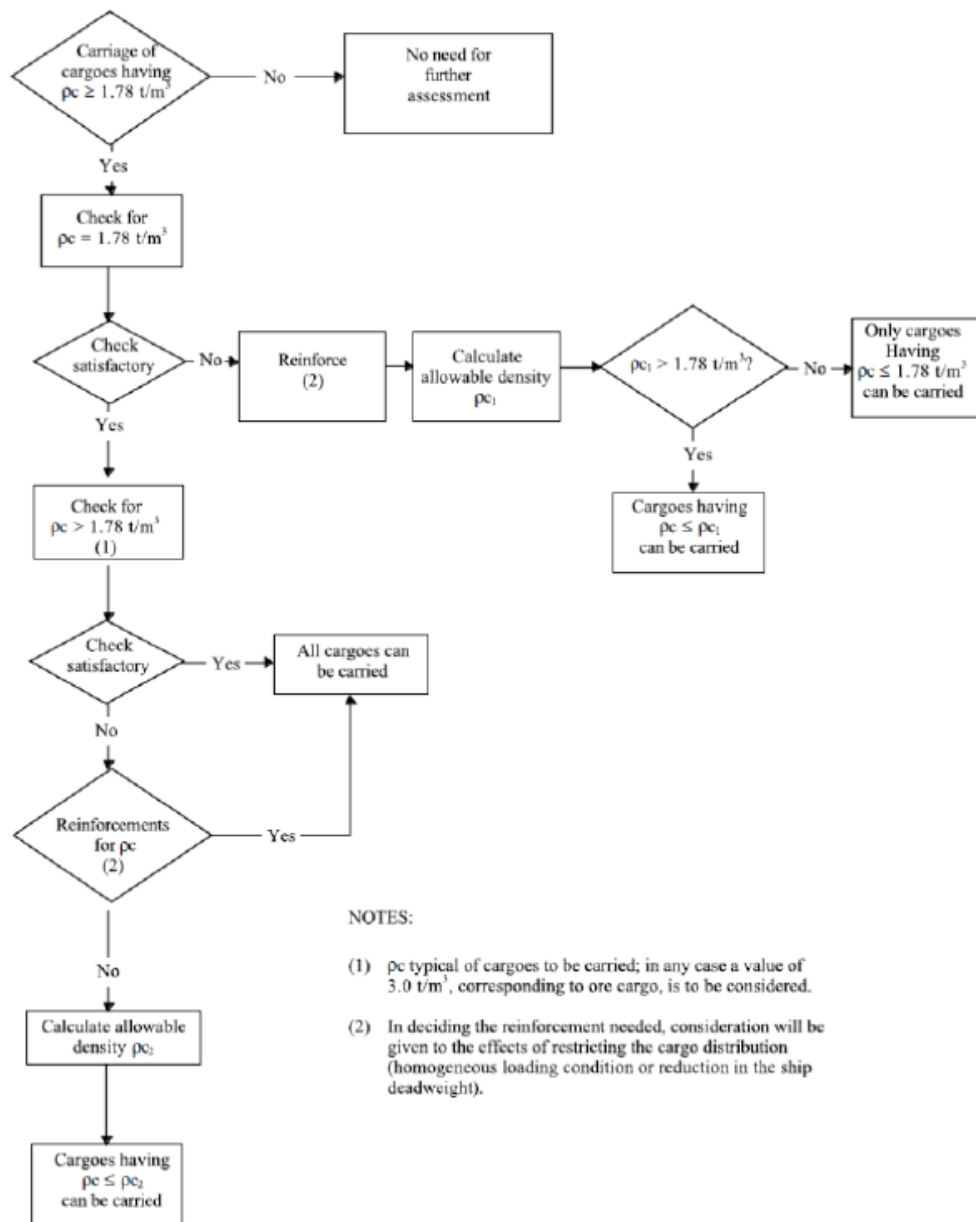 Carriage of
cargoes having
ρc ≥ 1.78 t/m³
No
No need for
further
assessment
Yes
Check for
ρc = 1.78 t/m³
Check
satisfactory
No
Reinforce
(2)
Calculate
allowable density
ρc₁
ρc₁ > 1.78 t/m³?
No
Only cargoes
Having
ρc ≤ 1.78 t/m³
can be carried
Yes
Cargoes having
ρc ≤ ρc₁
can be carried
Yes
Check for
ρc > 1.78 t/m³
(1)
Check
satisfactory
Yes
All cargoes can
be carried
No
Reinforcements
for ρc
(2)
Yes
No
Calculate allowable
density ρc₂
Cargoes having
ρc ≤ ρc₂
can be carried
NOTES:
(1) ρc typical of cargoes to be carried; in any case a value of
3.0 t/m³, corresponding to ore cargo, is to be considered.
(2) In deciding the reinforcement needed, consideration will be
given to the effects of restricting the cargo distribution
(homogeneous loading condition or reduction in the ship
deadweight).